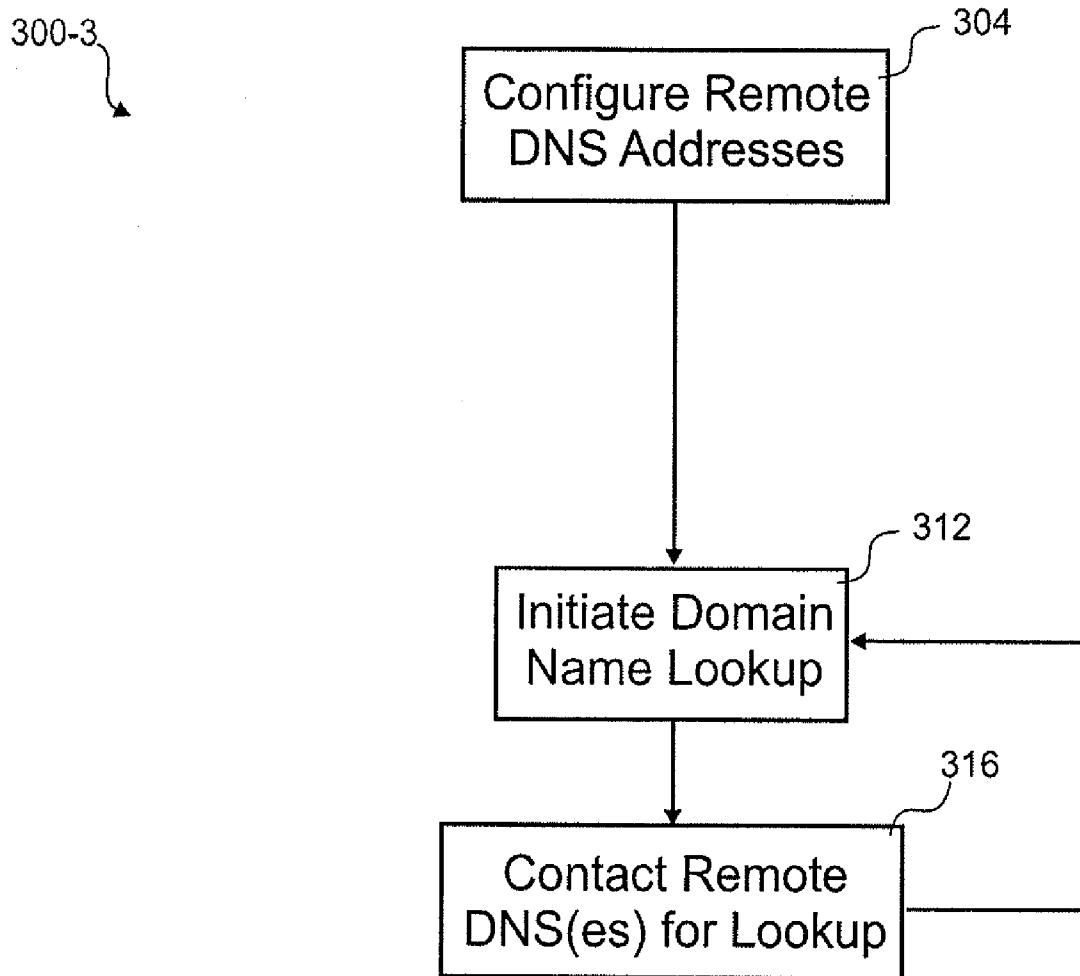 300-3
304
Configure Remote
DNS Addresses
312
Initiate Domain
Name Lookup
316
Contact Remote
DNS(es) for Lookup